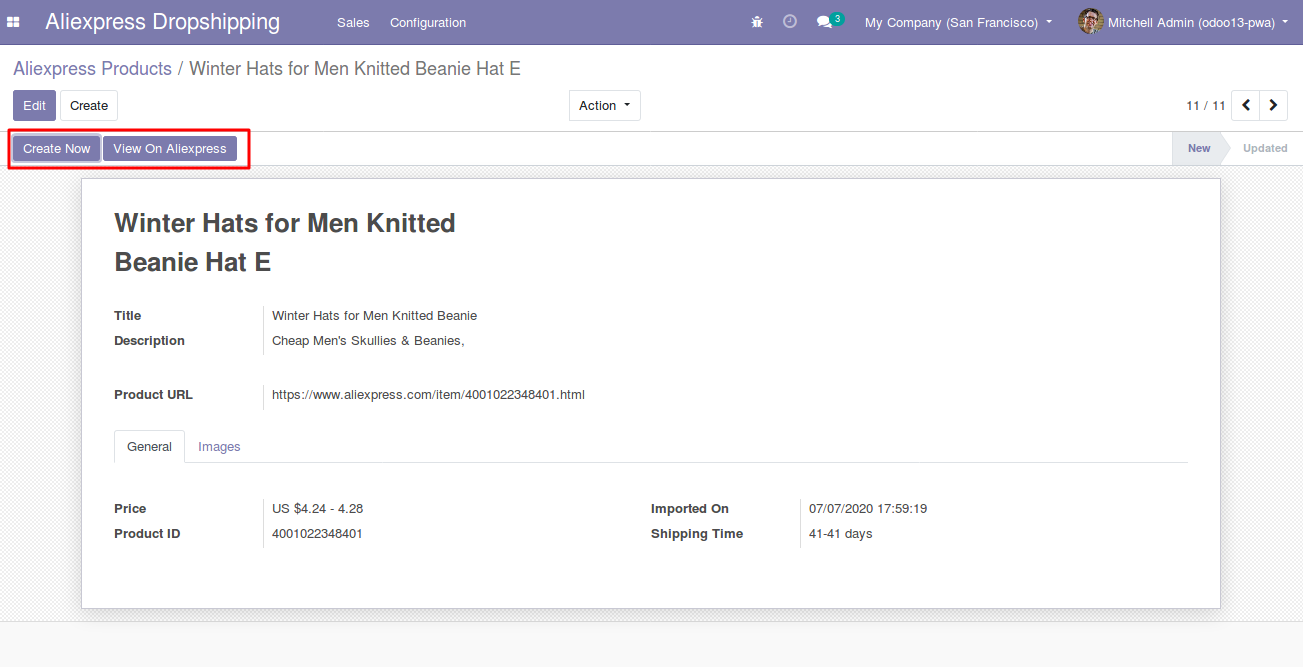 Aliexpress Dropshipping Sales Configuration 3 My Company (San Francisco) Mitchell Admin (odoo13-pwa)
Aliexpress Products / Winter Hats for Men Knitted Beanie Hat E
Edit Create Action 11 / 11
Create Now View On Aliexpress New Updated
Winter Hats for Men Knitted
Beanie Hat E
Title Winter Hats for Men Knitted Beanie
Description Cheap Men's Skullies & Beanies,
Product URL https://www.aliexpress.com/item/4001022348401.html
General Images
Price US $4.24 - 4.28 Imported On 07/07/2020 17:59:19
Product ID 4001022348401 Shipping Time 41-41 days